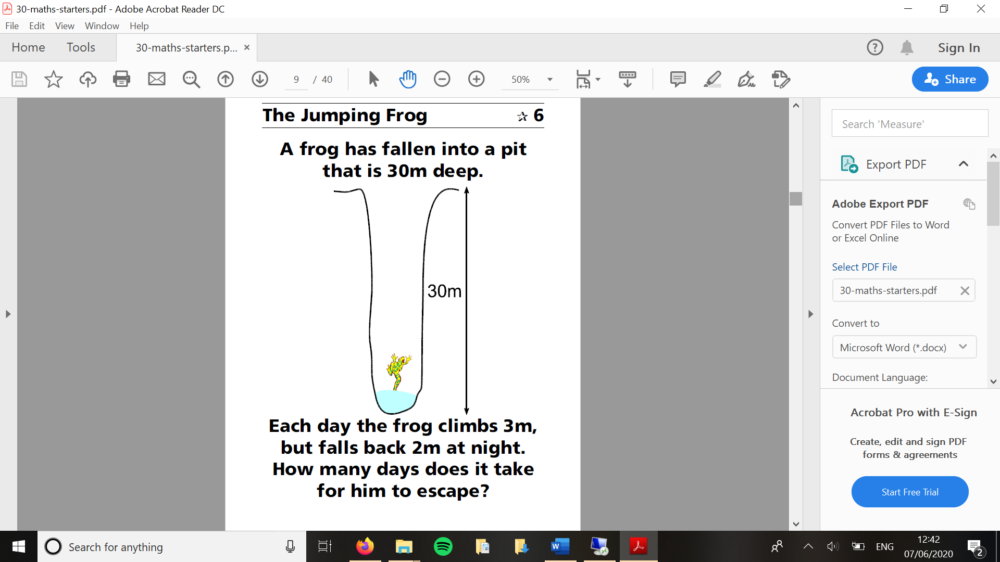 30-maths-starters.pdf - Adobe Acrobat Reader DC
File Edit View Window Help
Home Tools 30-maths-starters.p... × ? Sign In
9 / 40 50% Share
The Jumping Frog ☆ 6
A frog has fallen into a pit
that is 30m deep.
30m
Each day the frog climbs 3m,
but falls back 2m at night.
How many days does it take
for him to escape?
Search 'Measure'
Export PDF
Adobe Export PDF
Convert PDF Files to Word
or Excel Online
Select PDF File
30-maths-starters.pdf
Convert to
Microsoft Word (*.docx)
Document Language:
Acrobat Pro with E-Sign
Create, edit and sign PDF
forms & agreements
Start Free Trial
Search for anything
W
ENG
12:42
07/06/2020
2